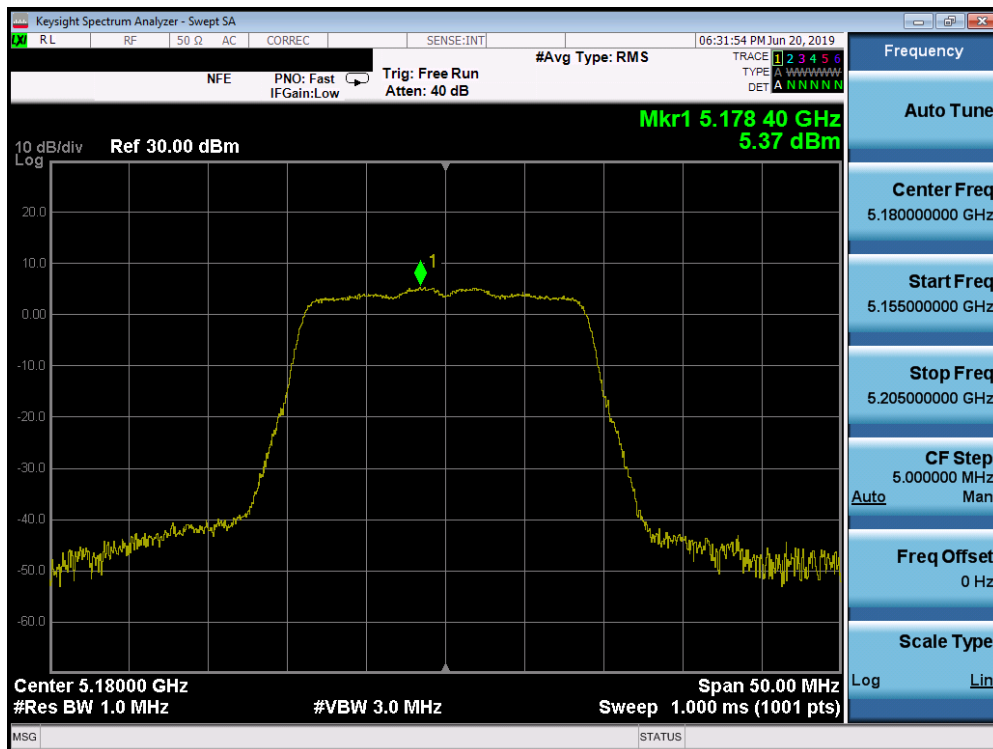 Keysight Spectrum Analyzer - Swept SA
LXI RL RF 50 Ω AC CORREC SENSE:INT 06:31:54 PM Jun 20, 2019
#Avg Type: RMS TRACE 1 2 3 4 5 6
NFE PNO: Fast Trig: Free Run TYPE A WWWWW
IFGain:Low Atten: 40 dB DET A N N N N N
Mkr1 5.178 40 GHz
5.37 dBm
10 dB/div Ref 30.00 dBm
Log
20.0
10.0
1
0.00
-10.0
-20.0
-30.0
-40.0
-50.0
-60.0
Center 5.18000 GHz Span 50.00 MHz
#Res BW 1.0 MHz #VBW 3.0 MHz Sweep 1.000 ms (1001 pts)
MSG STATUS
Frequency
Auto Tune
Center Freq
5.180000000 GHz
Start Freq
5.155000000 GHz
Stop Freq
5.205000000 GHz
CF Step
5.000000 MHz
Auto Man
Freq Offset
0 Hz
Scale Type
Log Lin